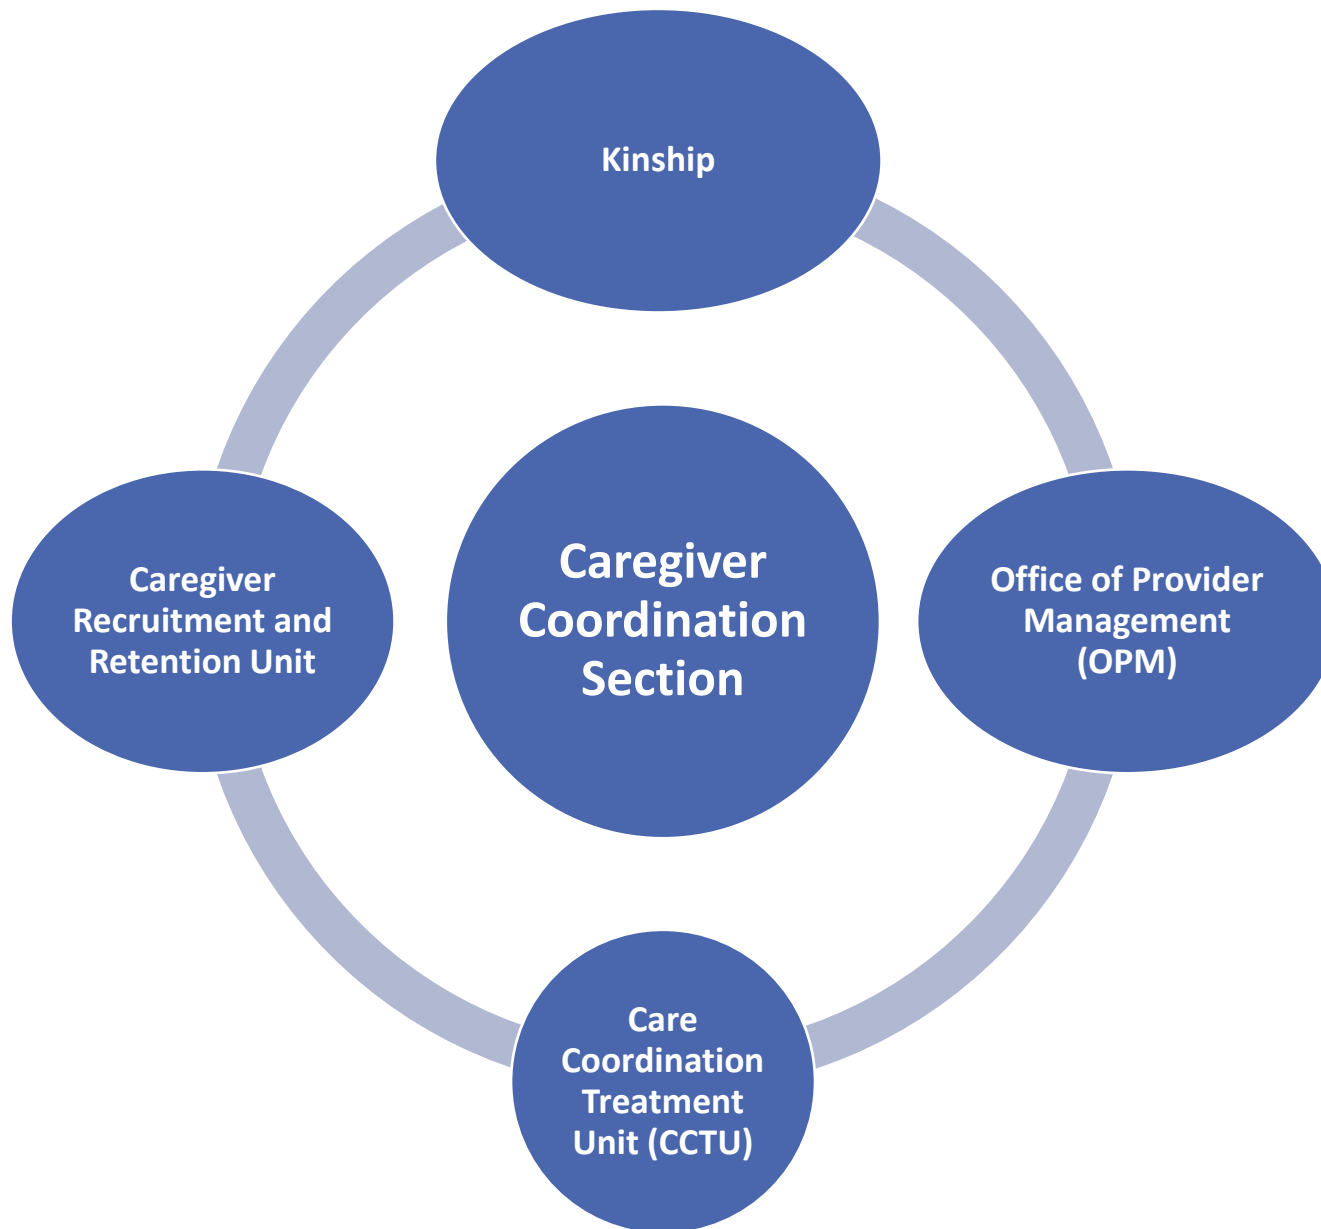 Kinship
Caregiver
Recruitment and
Retention Unit
Caregiver
Coordination
Section
Office of Provider
Management
(OPM)
Care
Coordination
Treatment
Unit (CCTU)